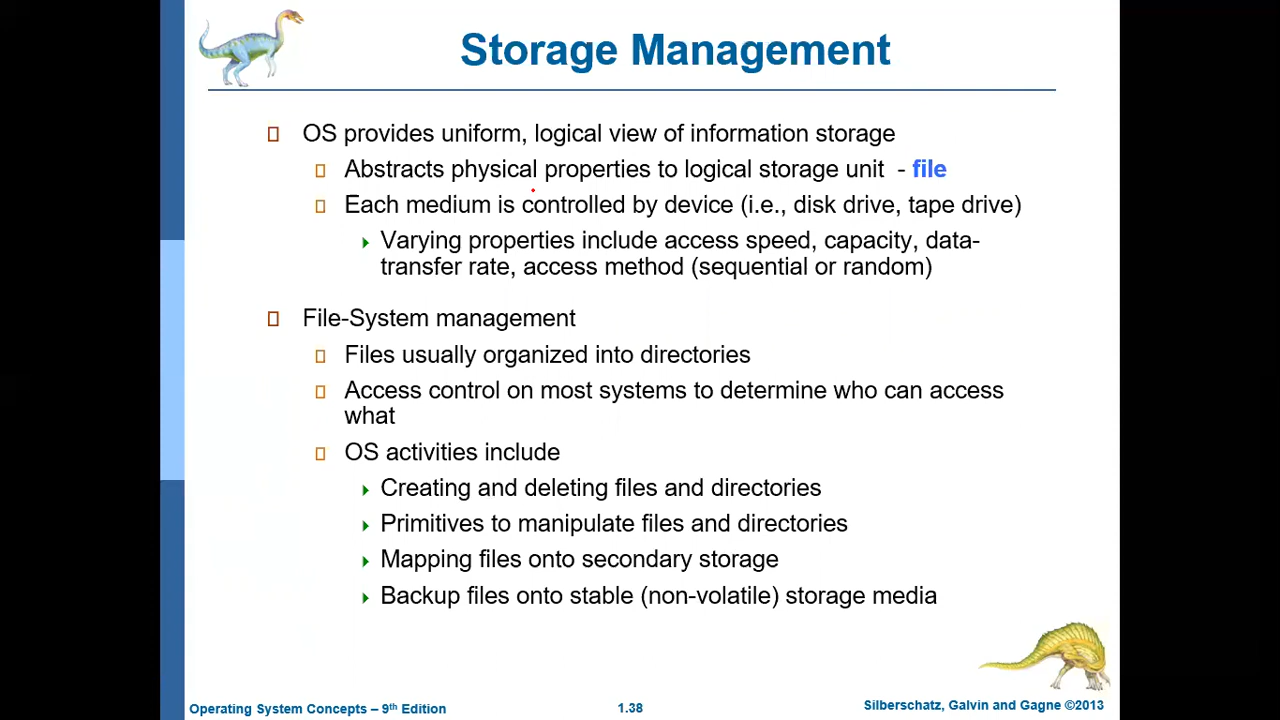 Storage Management
OS provides uniform, logical view of information storage
Abstracts physical properties to logical storage unit - file
Each medium is controlled by device (i.e., disk drive, tape drive)
Varying properties include access speed, capacity, data-
transfer rate, access method (sequential or random)
File-System management
Files usually organized into directories
Access control on most systems to determine who can access
what
OS activities include
Creating and deleting files and directories
Primitives to manipulate files and directories
Mapping files onto secondary storage
Backup files onto stable (non-volatile) storage media
Operating System Concepts – 9th Edition
1.38
Silberschatz, Galvin and Gagne ©2013